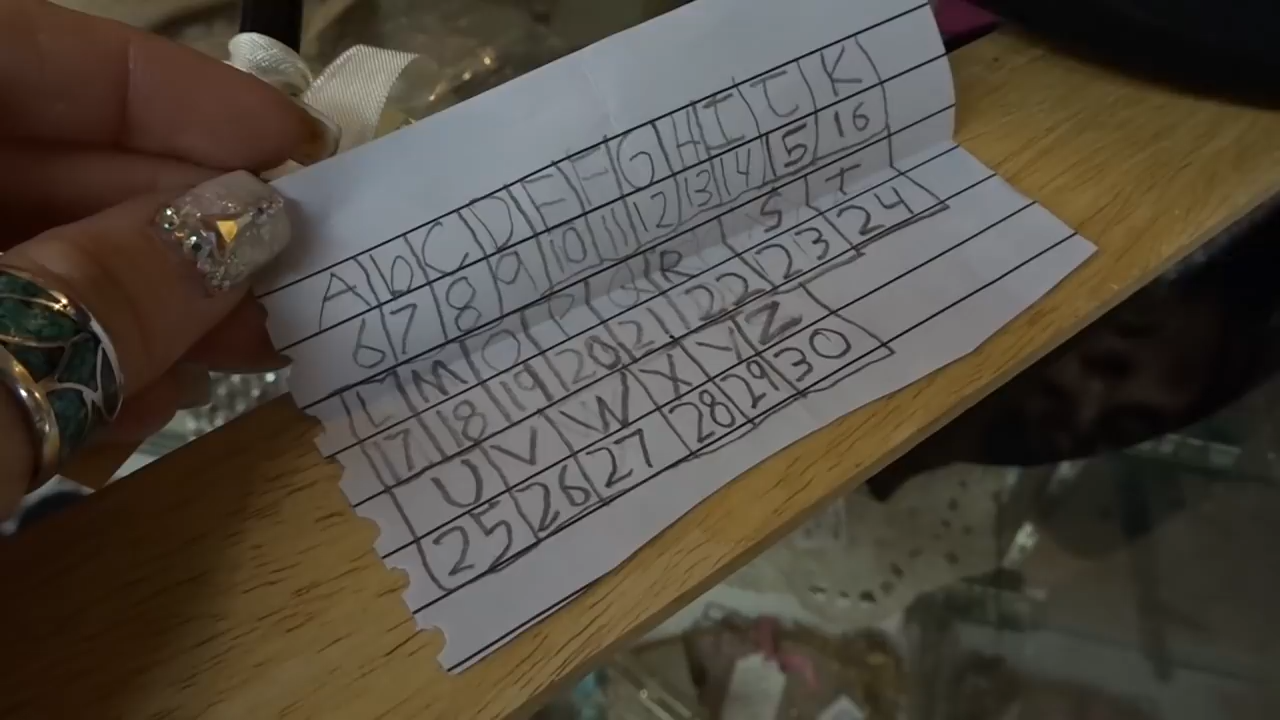 A b C D E F G H I J K
6 7 8 9 10 11 12 13 14 5 16
L M O P Q R S T
17 18 19 20 21 22 23 24
U V W X Y Z
25 26 27 28 29 30